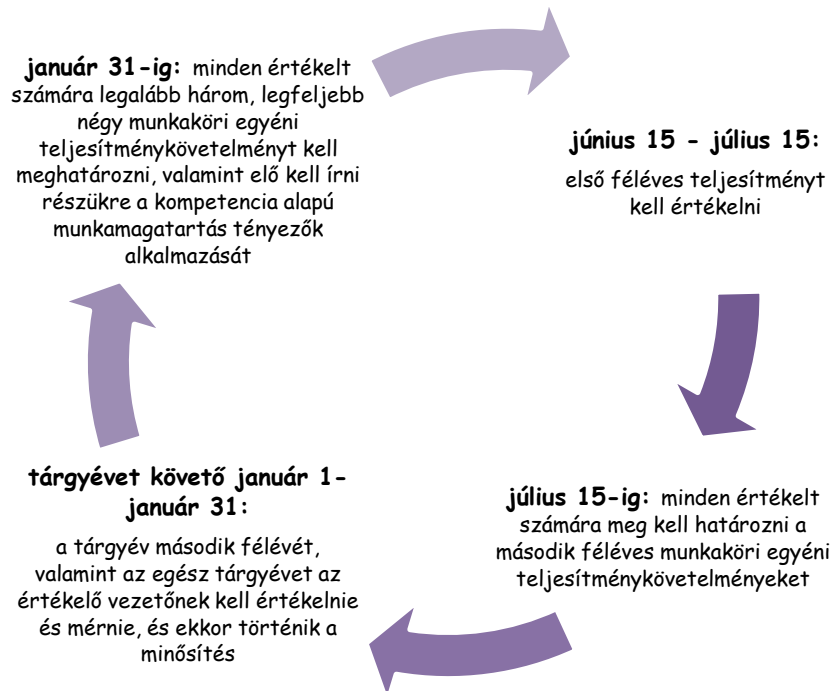 január 31-ig: minden értékelt
számára legalább három, legfeljebb
négy munkaköri egyéni
teljesítménykövetelményt kell
meghatározni, valamint elő kell írni
részükre a kompetencia alapú
munkamagatartás tényezők
alkalmazását
június 15 - július 15:
első féléves teljesítményt
kell értékelni
július 15-ig: minden értékelt
számára meg kell határozni a
második féléves munkaköri egyéni
teljesítménykövetelményeket
tárgyévet követő január 1-
január 31:
a tárgyév második félévét,
valamint az egész tárgyévet az
értékelő vezetőnek kell értékelnie
és mérnie, és ekkor történik a
minősítés